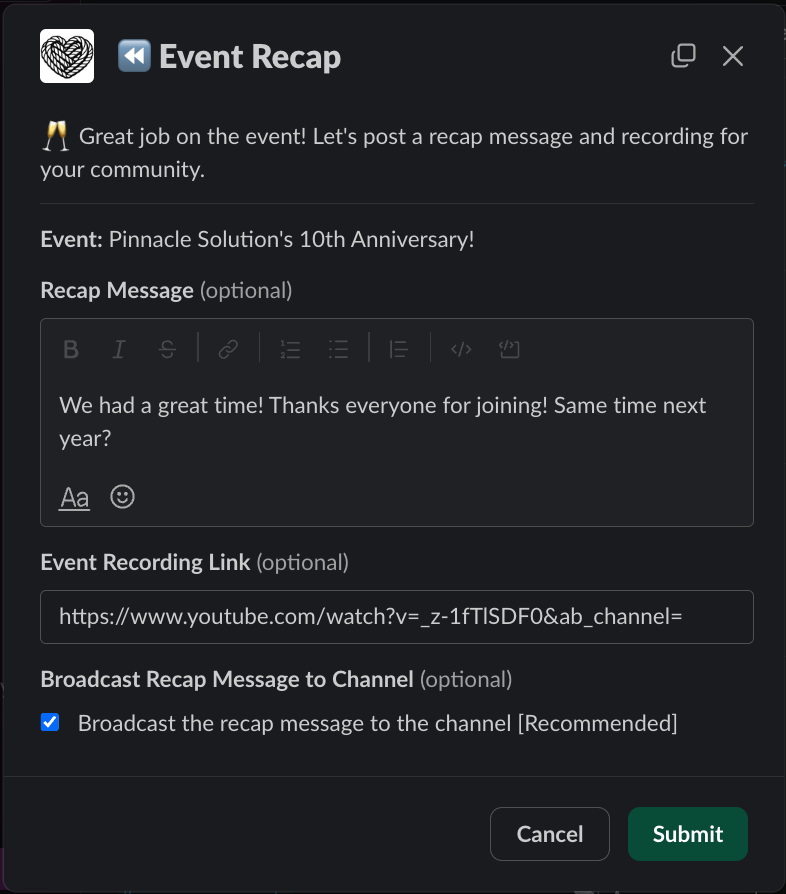 Event Recap
Great job on the event! Let's post a recap message and recording for
your community.
Event: Pinnacle Solution's 10th Anniversary!
Recap Message (optional)
We had a great time! Thanks everyone for joining! Same time next
year?
Aa
Event Recording Link (optional)
https://www.youtube.com/watch?v=_z-1fTlSDF0&ab_channel=
Broadcast Recap Message to Channel (optional)
Broadcast the recap message to the channel [Recommended]
Cancel Submit